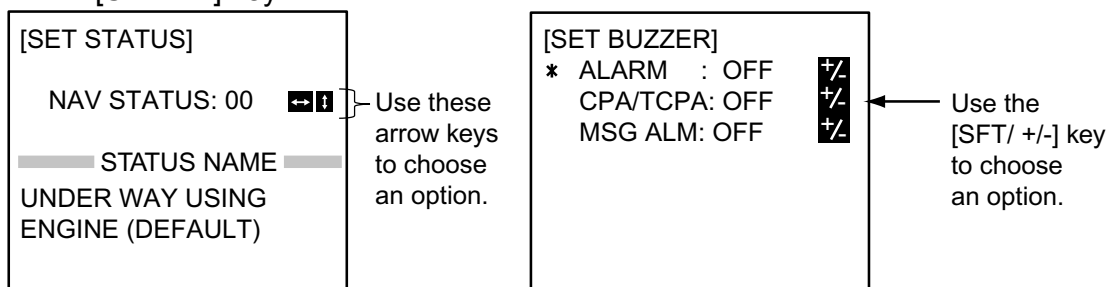 [SET STATUS]
NAV STATUS: 00
STATUS NAME
UNDER WAY USING
ENGINE (DEFAULT)
Use these
arrow keys
to choose
an option.
[SET BUZZER]
* ALARM : OFF +/-
CPA/TCPA: OFF +/-
MSG ALM: OFF +/-
Use the
[SFT/ +/-] key
to choose
an option.